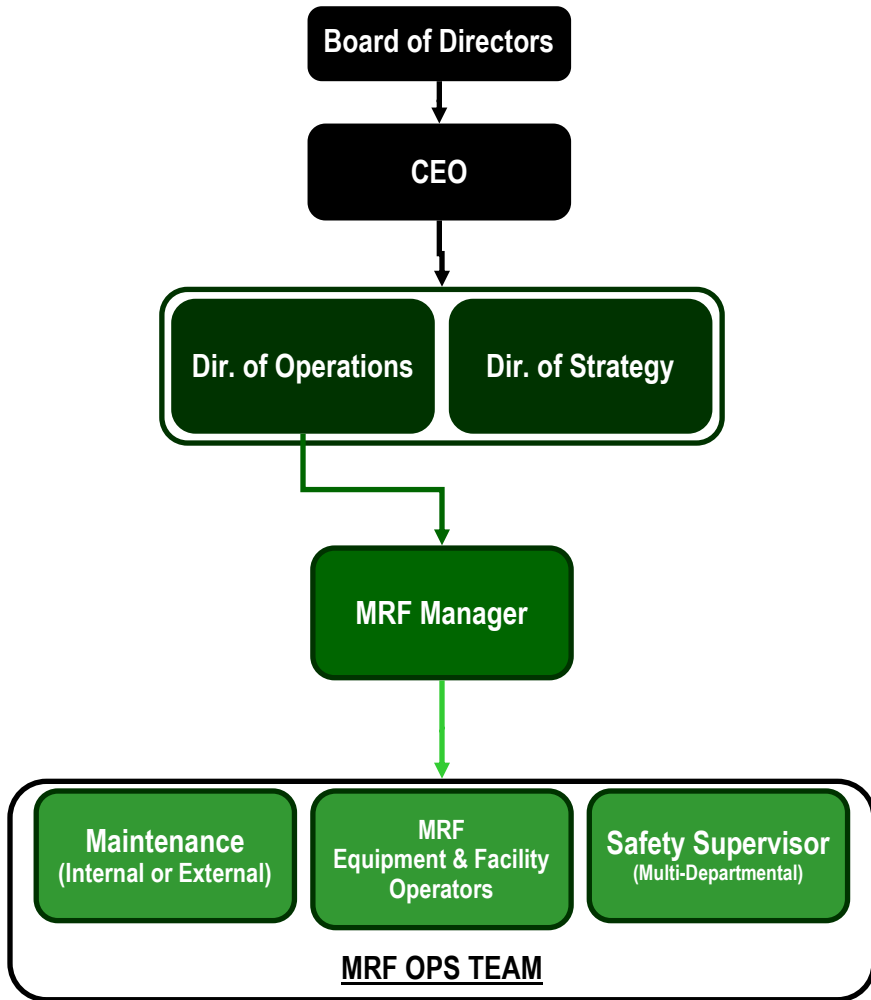 Board of Directors
CEO
Dir. of Operations
Dir. of Strategy
MRF Manager
Maintenance
(Internal or External)
MRF
Equipment & Facility
Operators
Safety Supervisor
(Multi-Departmental)
MRF OPS TEAM